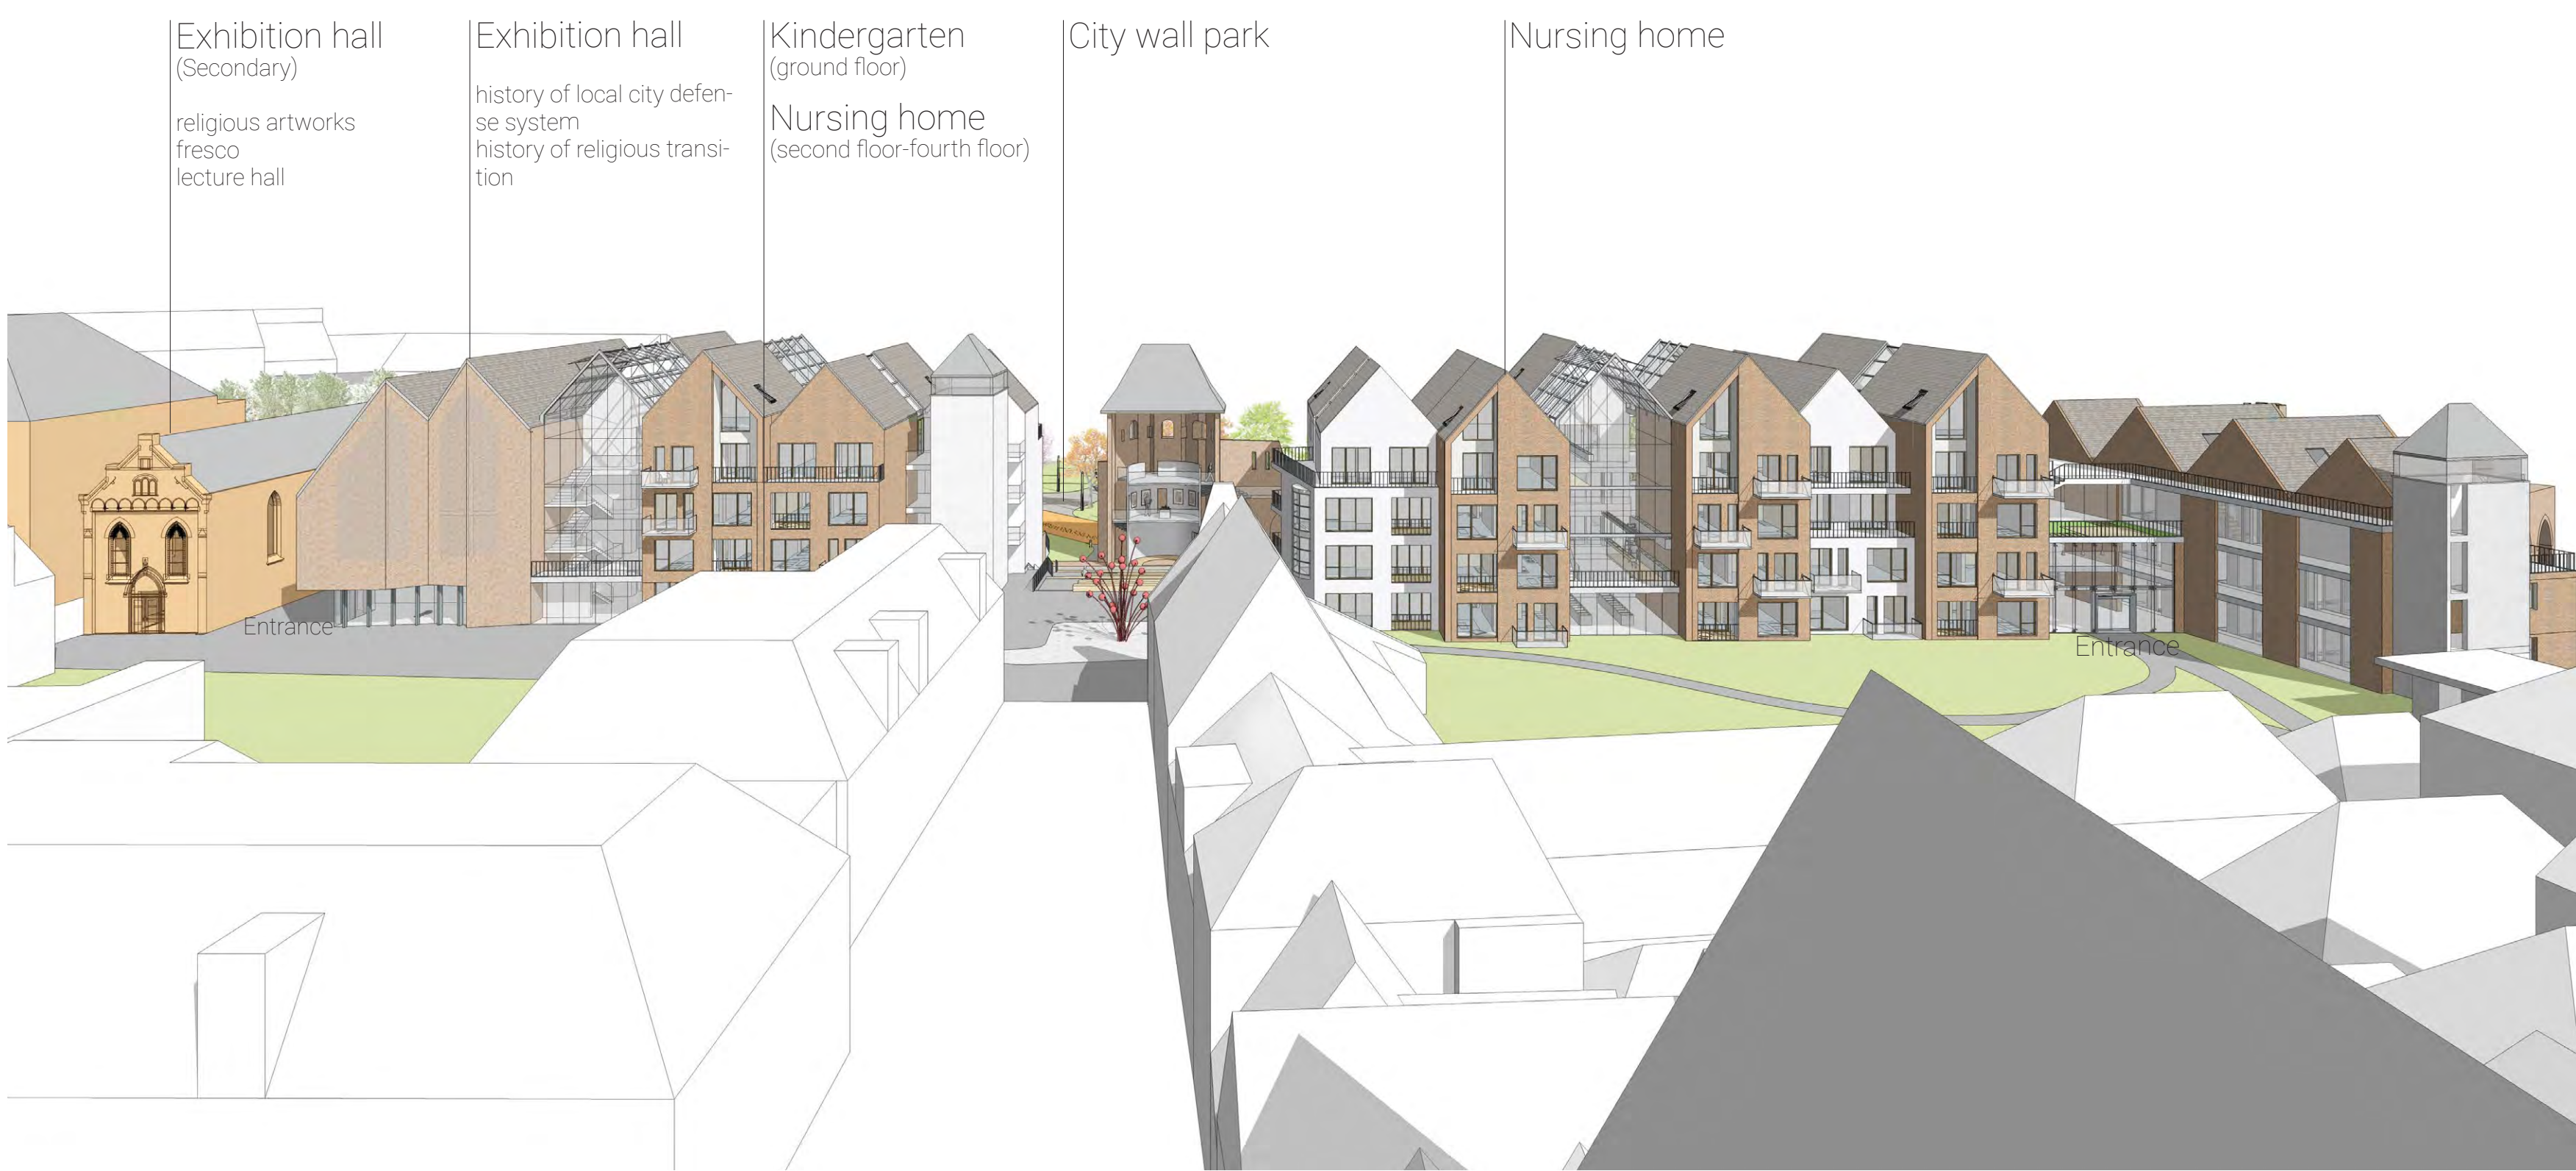 Exhibition hall
(Secondary)
religious artworks
fresco
lecture hall
Exhibition hall
history of local city defen-
se system
history of religious transi-
tion
Kindergarten
(ground floor)
Nursing home
(second floor-fourth floor)
City wall park
Nursing home
Entrance
Entrance